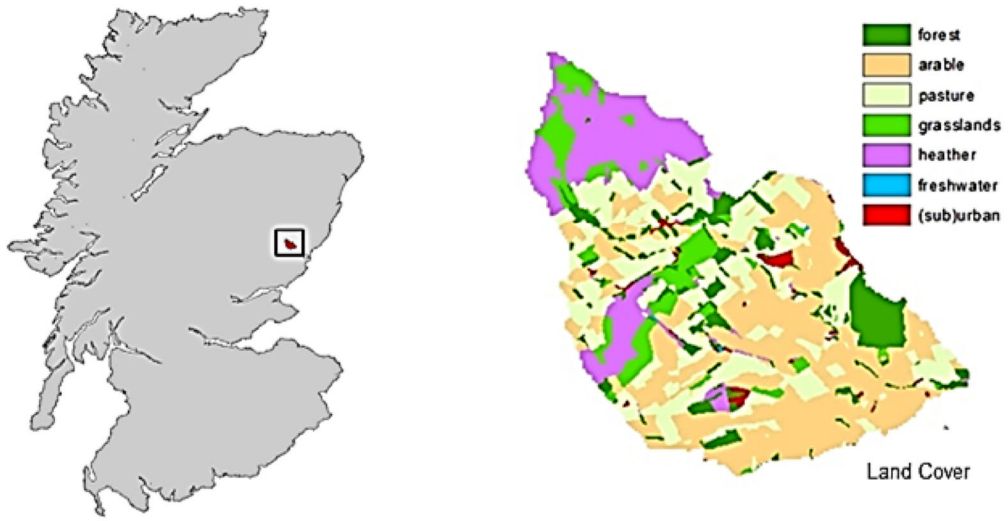 forest
arable
pasture
grasslands
heather
freshwater
(sub)urban
Land Cover